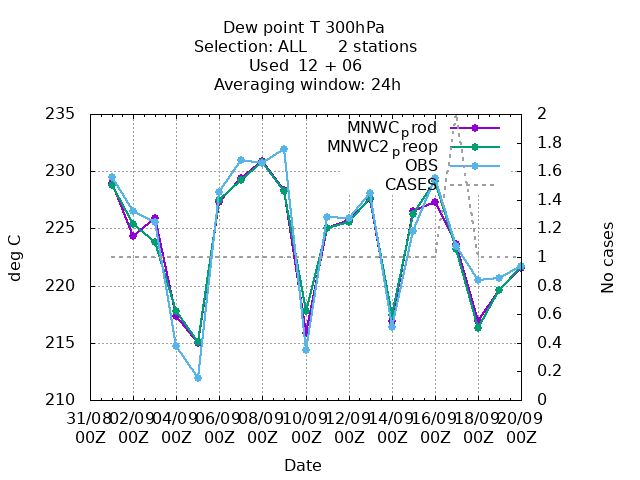 Dew point T 300hPa
Selection: ALL      2 stations
Used  12 + 06
Averaging window: 24h
235
230
225
220
215
210
deg C
2
1.8
1.6
1.4
1.2
1
0.8
0.6
0.4
0.2
0
No cases
MNWCprod
MNWC2preop
OBS
CASES
31/08 02/09 04/09 06/09 08/09 10/09 12/09 14/09 16/09 18/09 20/09
00Z 00Z 00Z 00Z 00Z 00Z 00Z 00Z 00Z 00Z 00Z
Date